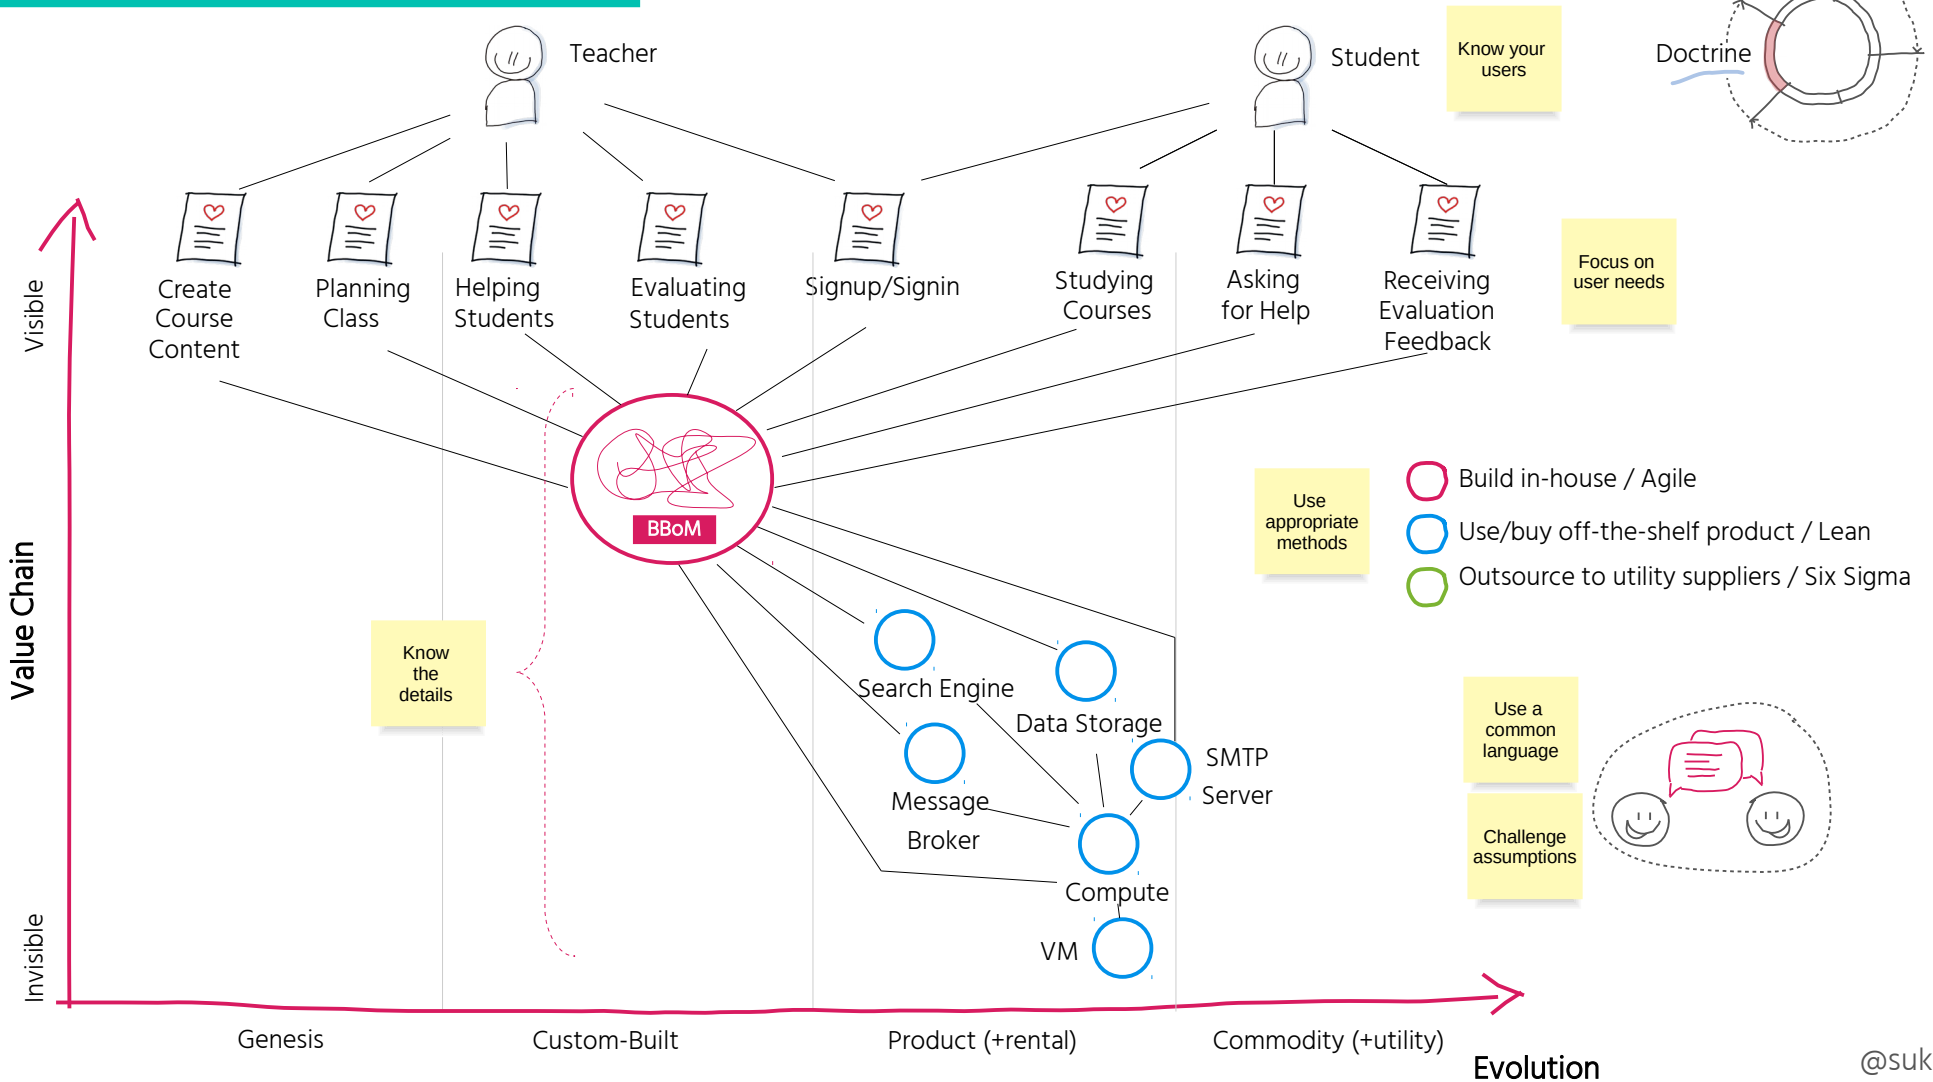 Teacher
Student
Know your
users
Doctrine
Create
Course
Content
Planning
Class
Helping
Students
Evaluating
Students
Signup/Signin
Studying
Courses
Asking
for Help
Receiving
Evaluation
Feedback
Focus on
user needs
Visible
Value Chain
Invisible
BBoM
Use
appropriate
methods
Build in-house / Agile
Use/buy off-the-shelf product / Lean
Outsource to utility suppliers / Six Sigma
Know
the
details
Search Engine
Data Storage
Message
Broker
SMTP
Server
Compute
VM
Use a
common
language
Challenge
assumptions
Genesis
Custom-Built
Product (+rental)
Commodity (+utility)
Evolution
@suk